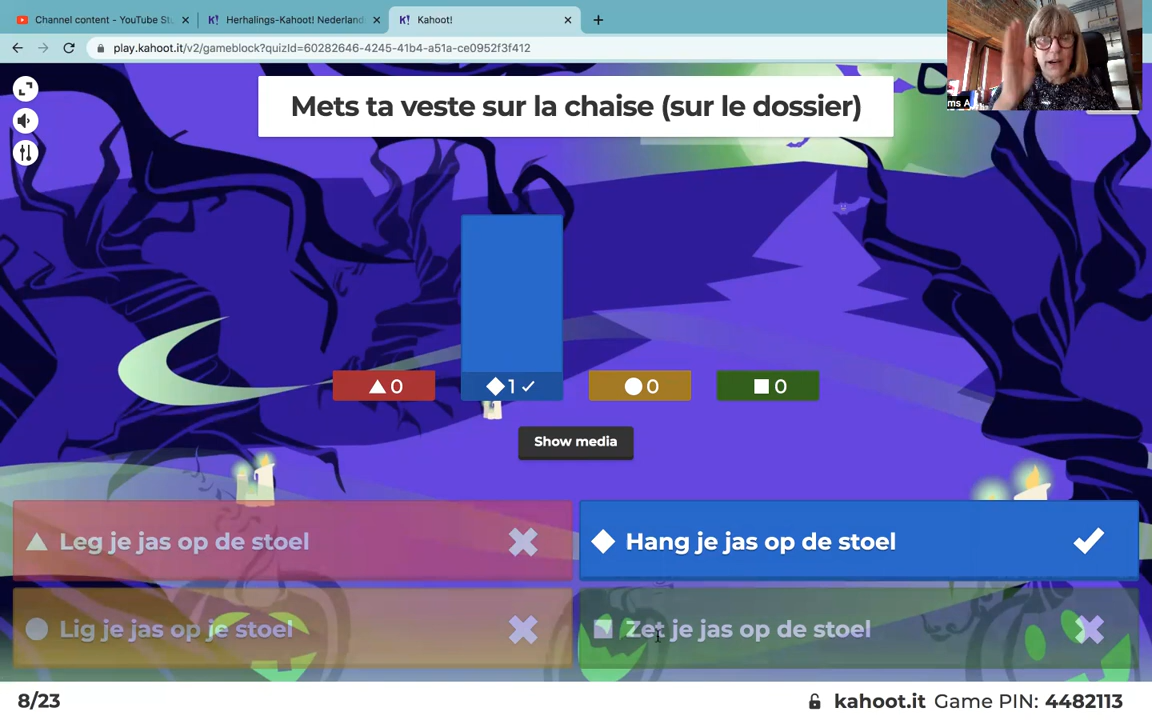 Channel content - YouTube Stu
Herhalings-Kahoot! Nederland
Kahoot!
play.kahoot.it/v2/gameblock?quizId=60282646-4245-41b4-a51a-ce0952f3f412
ms A
Mets ta veste sur la chaise (sur le dossier)
0
1
0
0
Show media
Leg je jas op de stoel
Hang je jas op de stoel
Lig je jas op je stoel
Zet je jas op de stoel
8/23
kahoot.it Game PIN: 4482113